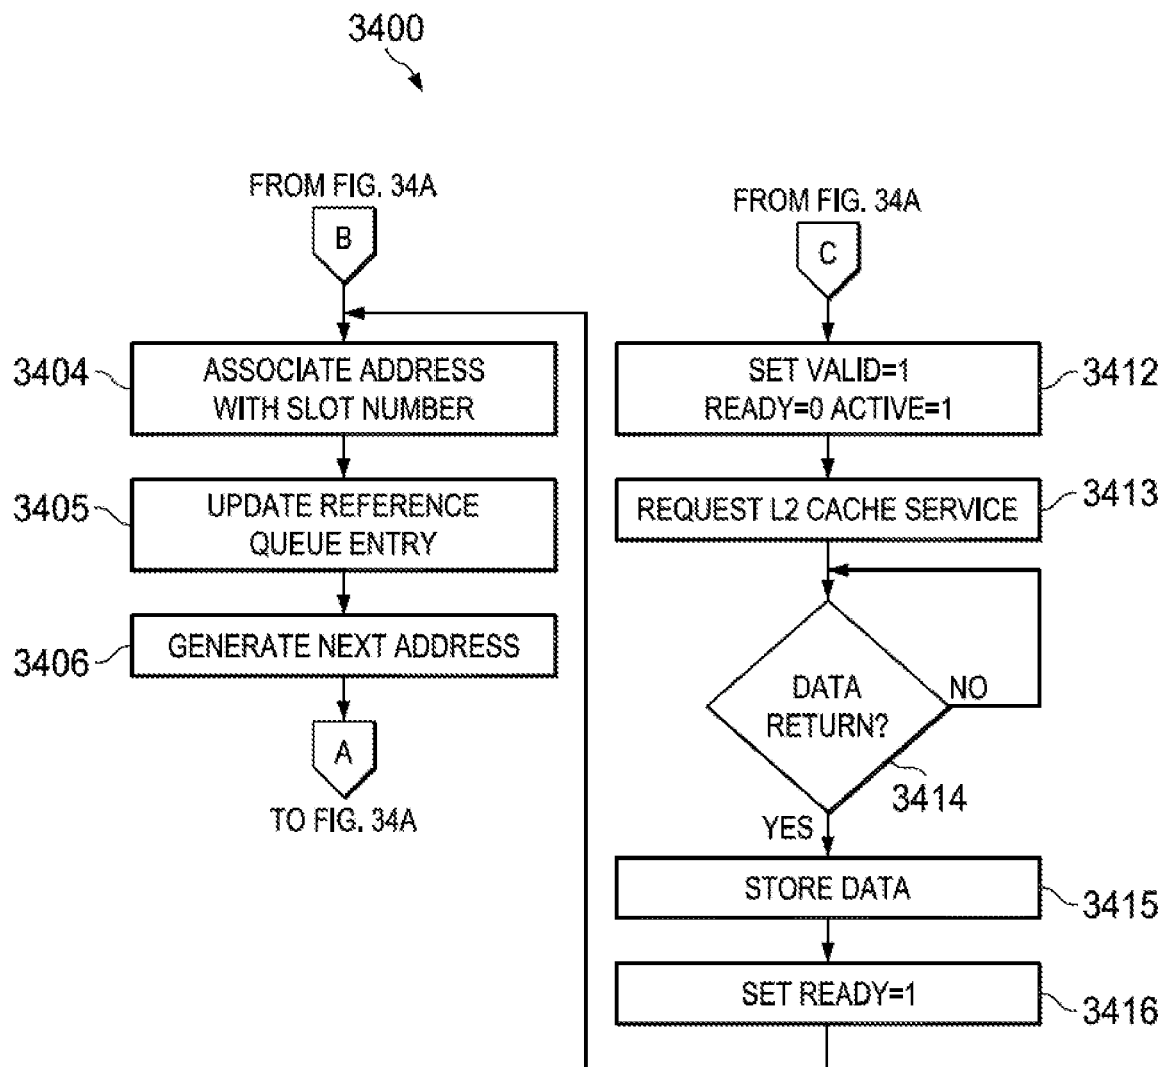 3400
FROM FIG. 34A
B
3404
ASSOCIATE ADDRESS
WITH SLOT NUMBER
3405
UPDATE REFERENCE
QUEUE ENTRY
3406
GENERATE NEXT ADDRESS
A
TO FIG. 34A
FROM FIG. 34A
C
SET VALID=1
READY=0 ACTIVE=1
3412
REQUEST L2 CACHE SERVICE
3413
DATA
RETURN?
NO
3414
YES
STORE DATA
3415
SET READY=1
3416